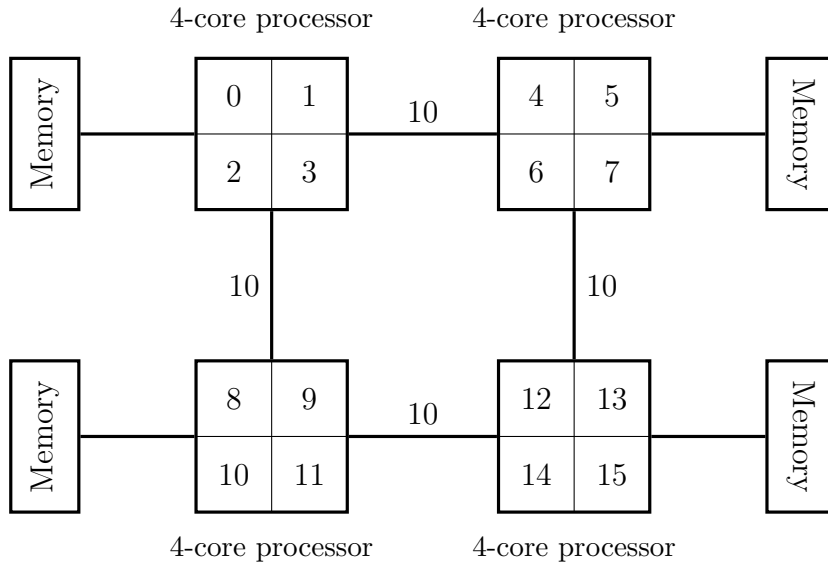 4-core processor 4-core processor
Memory 0 1 10 4 5 Memory
2 3 6 7
10 10
Memory 8 9 10 12 13 Memory
10 11 14 15
4-core processor 4-core processor